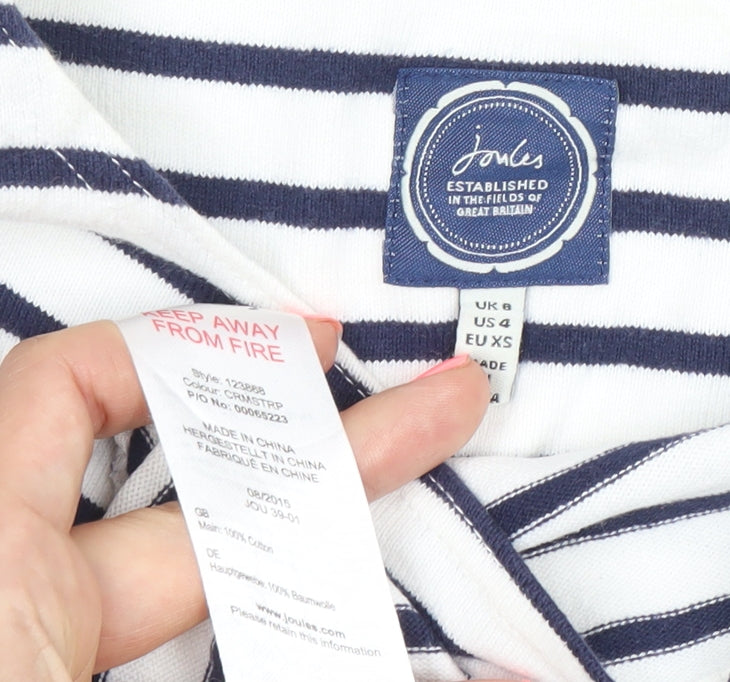 joules
ESTABLISHED
IN THE FIELDS OF
GREAT BRITAIN
UK 8
US 4
EU XS
KEEP AWAY
FROM FIRE
Style: 123868
Colour: CRMSTRP
P/O No: 00065223
MADE IN CHINA
HERGESTELLT IN CHINA
FABRIQUÉ EN CHINE
08/2015
JOU 39-01
GB
Main: 100% Cotton
DE
Hauptgewebe: 100% Baumwolle
www.joules.com
Please retain this information